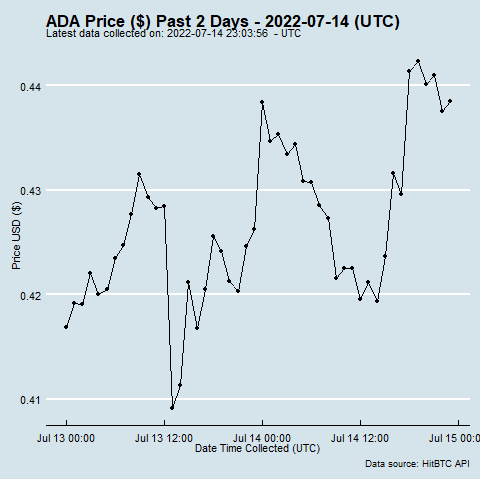 ADA Price ($) Past 2 Days - 2022-07-14 (UTC)
Latest data collected on: 2022-07-14 23:03:56 - UTC
0.44
0.43
0.42
0.41
Price USD ($)
Jul 13 00:00 Jul 13 12:00 Jul 14 00:00 Jul 14 12:00 Jul 15 00:00
Date Time Collected (UTC)
Data source: HitBTC API